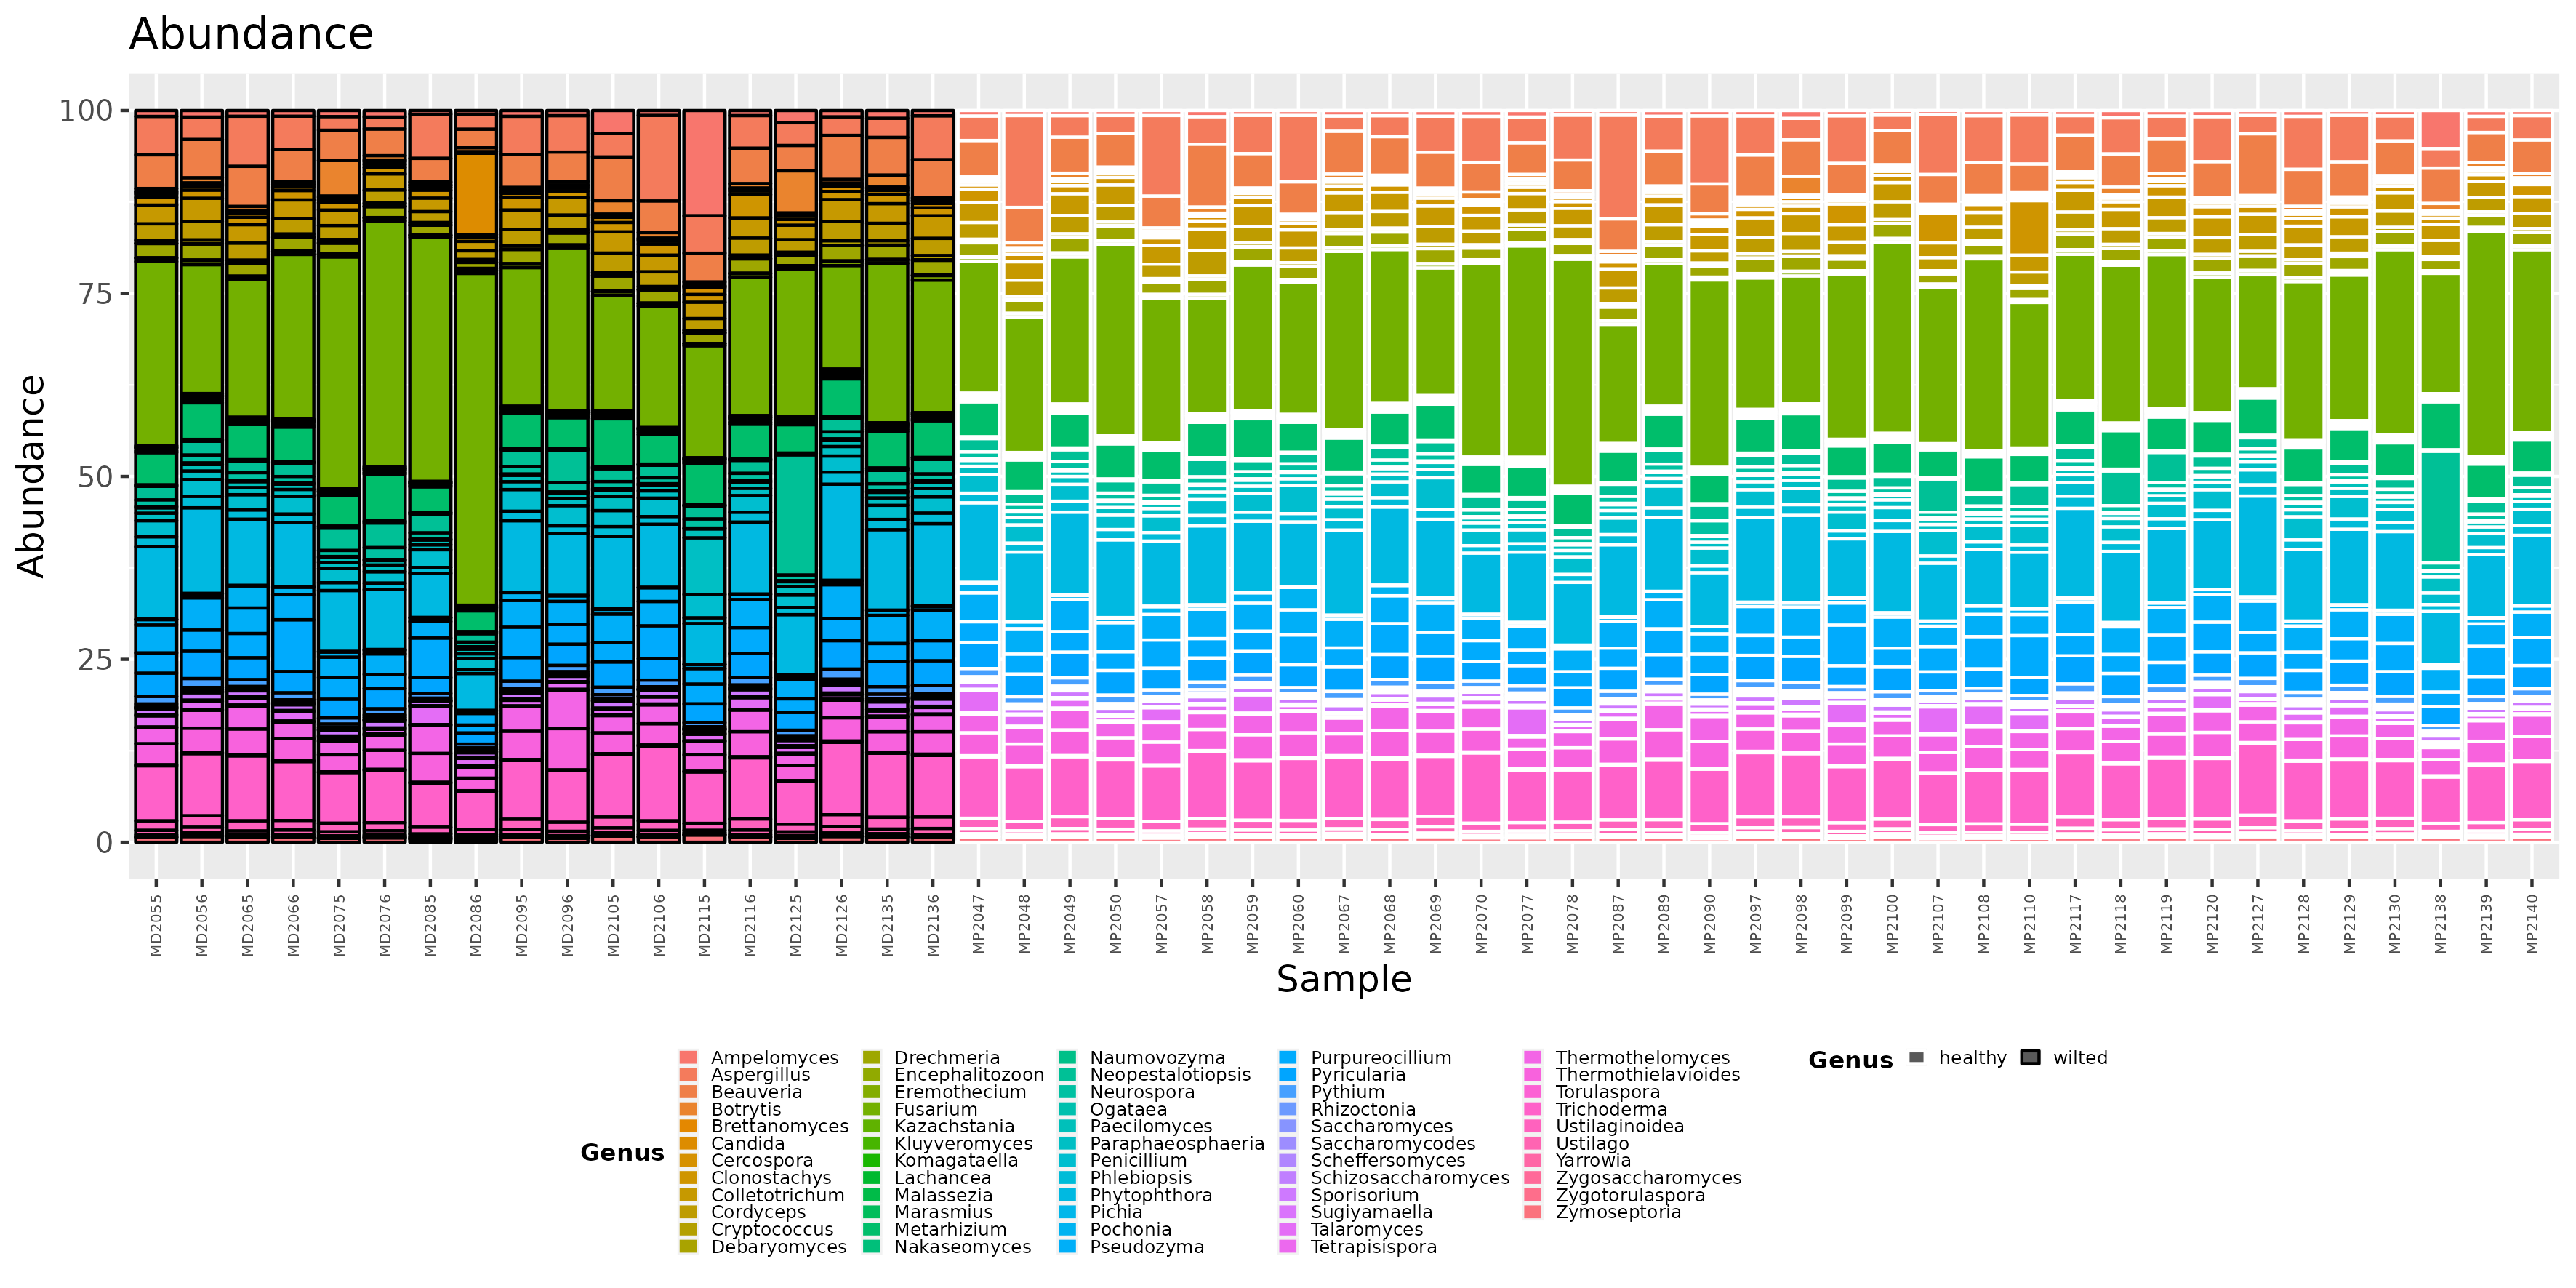 Abundance
Abundance
100
75
50
25
0
MD2055 MD2056 MD2065 MD2066 MD2075 MD2076 MD2085 MD2086 MD2095 MD2096 MD2105 MD2106 MD2115 MD2116 MD2125 MD2126 MD2135 MD2136 MP2047 MP2048 MP2049 MP2050 MP2057 MP2058 MP2059 MP2060 MP2067 MP2068 MP2069 MP2070 MP2077 MP2078 MP2087 MP2089 MP2090 MP2097 MP2098 MP2099 MP2100 MP2107 MP2108 MP2110 MP2117 MP2118 MP2119 MP2120 MP2127 MP2128 MP2129 MP2130 MP2138 MP2139 MP2140
Sample
Genus
Ampelomyces
Aspergillus
Beauveria
Botrytis
Brettanomyces
Candida
Cercospora
Clonostachys
Colletotrichum
Cordyceps
Cryptococcus
Debaryomyces
Drechmeria
Encephalitozoon
Eremothecium
Fusarium
Kazachstania
Kluyveromyces
Komagataella
Lachancea
Malassezia
Marasmius
Metarhizium
Nakaseomyces
Naumovozyma
Neopestalotiopsis
Neurospora
Ogataea
Paecilomyces
Paraphaeosphaeria
Penicillium
Phlebiopsis
Phytophthora
Pichia
Pochonia
Pseudozyma
Purpureocillium
Pyricularia
Pythium
Rhizoctonia
Saccharomyces
Saccharomycodes
Scheffersomyces
Schizosaccharomyces
Sporisorium
Sugiyamaella
Talaromyces
Tetrapisispora
Thermothelomyces
Thermothielavioides
Torulaspora
Trichoderma
Ustilaginoidea
Ustilago
Yarrowia
Zygosaccharomyces
Zygotorulaspora
Zymoseptoria
Genus healthy wilted